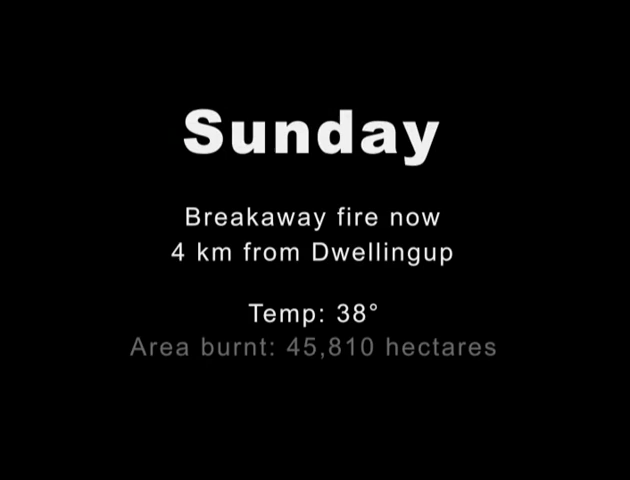 Sunday
Breakaway fire now
4 km from Dwellingup
Temp: 38°
Area burnt: 45,810 hectares